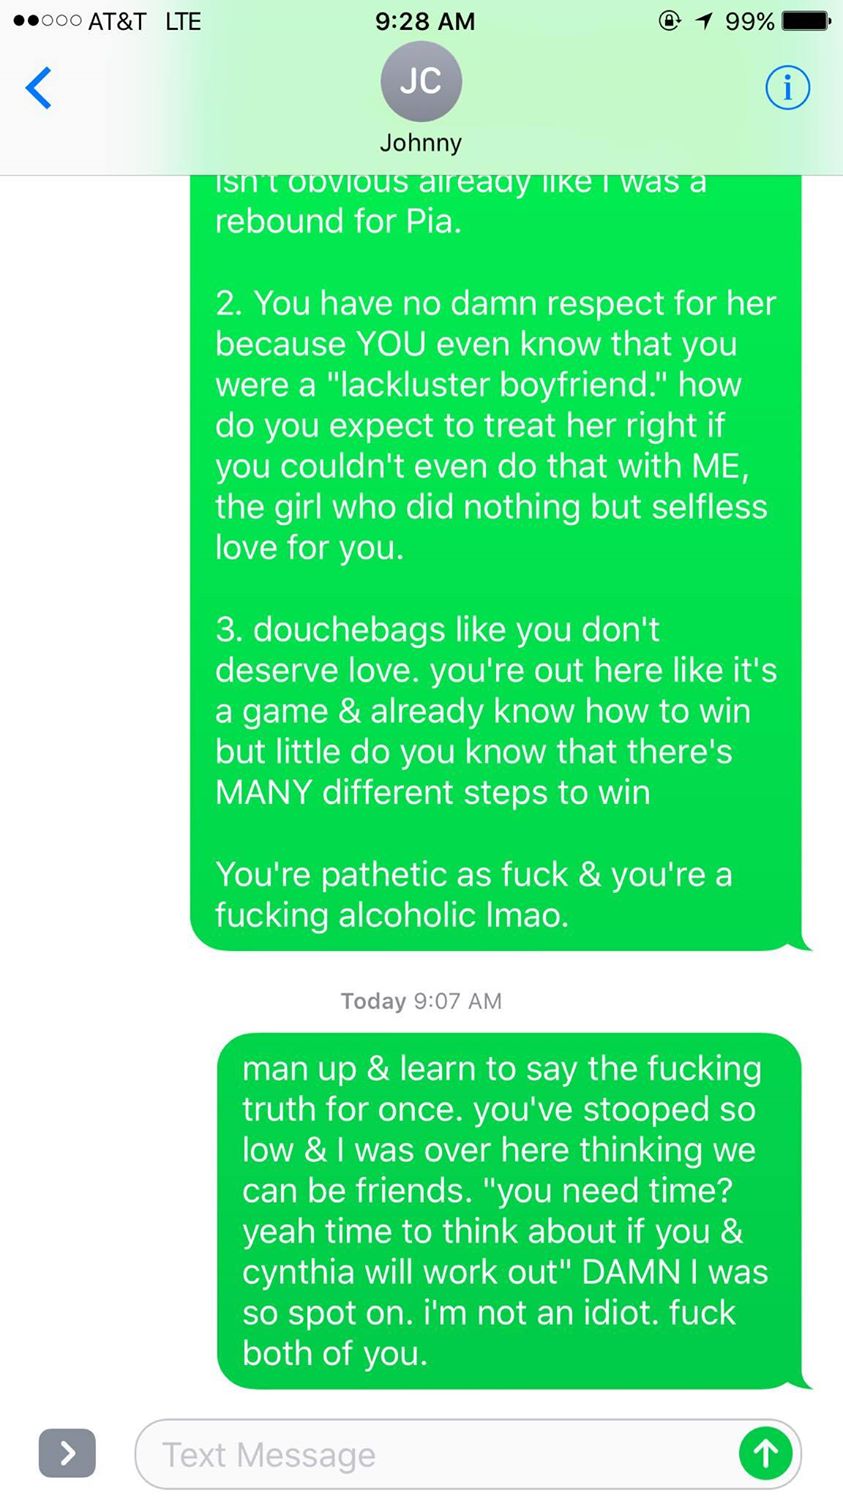 AT&T LTE 9:28 AM 99%
JC
Johnny
isn't obvious already like I was a
rebound for Pia.
2. You have no damn respect for her
because YOU even know that you
were a "lackluster boyfriend." how
do you expect to treat her right if
you couldn't even do that with ME,
the girl who did nothing but selfless
love for you.
3. douchebags like you don't
deserve love. you're out here like it's
a game & already know how to win
but little do you know that there's
MANY different steps to win
You're pathetic as fuck & you're a
fucking alcoholic lmao.
Today 9:07 AM
man up & learn to say the fucking
truth for once. you've stooped so
low & I was over here thinking we
can be friends. "you need time?
yeah time to think about if you &
cynthia will work out" DAMN I was
so spot on. i'm not an idiot. fuck
both of you.
Text Message